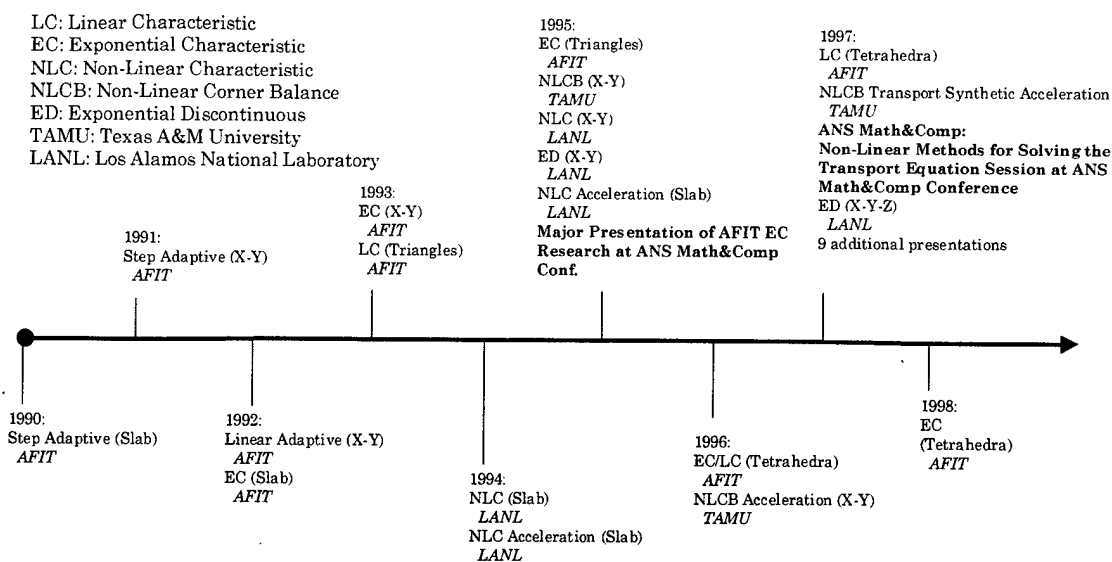 LC: Linear Characteristic
EC: Exponential Characteristic
NLC: Non-Linear Characteristic
NLCB: Non-Linear Corner Balance
ED: Exponential Discontinuous
TAMU: Texas A&M University
LANL: Los Alamos National Laboratory
1991:
Step Adaptive (X-Y)
AFIT
1993:
EC (X-Y)
AFIT
LC (Triangles)
AFIT
1995:
EC (Triangles)
AFIT
NLCB (X-Y)
TAMU
NLC (X-Y)
LANL
ED (X-Y)
LANL
NLC Acceleration (Slab)
LANL
Major Presentation of AFIT EC
Research at ANS Math&Comp
Conf.
1997:
LC (Tetrahedra)
AFIT
NLCB Transport Synthetic Acceleration
TAMU
ANS Math&Comp:
Non-Linear Methods for Solving the
Transport Equation Session at ANS
Math&Comp Conference
ED (X-Y-Z)
LANL
9 additional presentations
1990:
Step Adaptive (Slab)
AFIT
1992:
Linear Adaptive (X-Y)
AFIT
EC (Slab)
AFIT
1994:
NLC (Slab)
LANL
NLC Acceleration (Slab)
LANL
1996:
EC/LC (Tetrahedra)
AFIT
NLCB Acceleration (X-Y)
TAMU
1998:
EC
(Tetrahedra)
AFIT